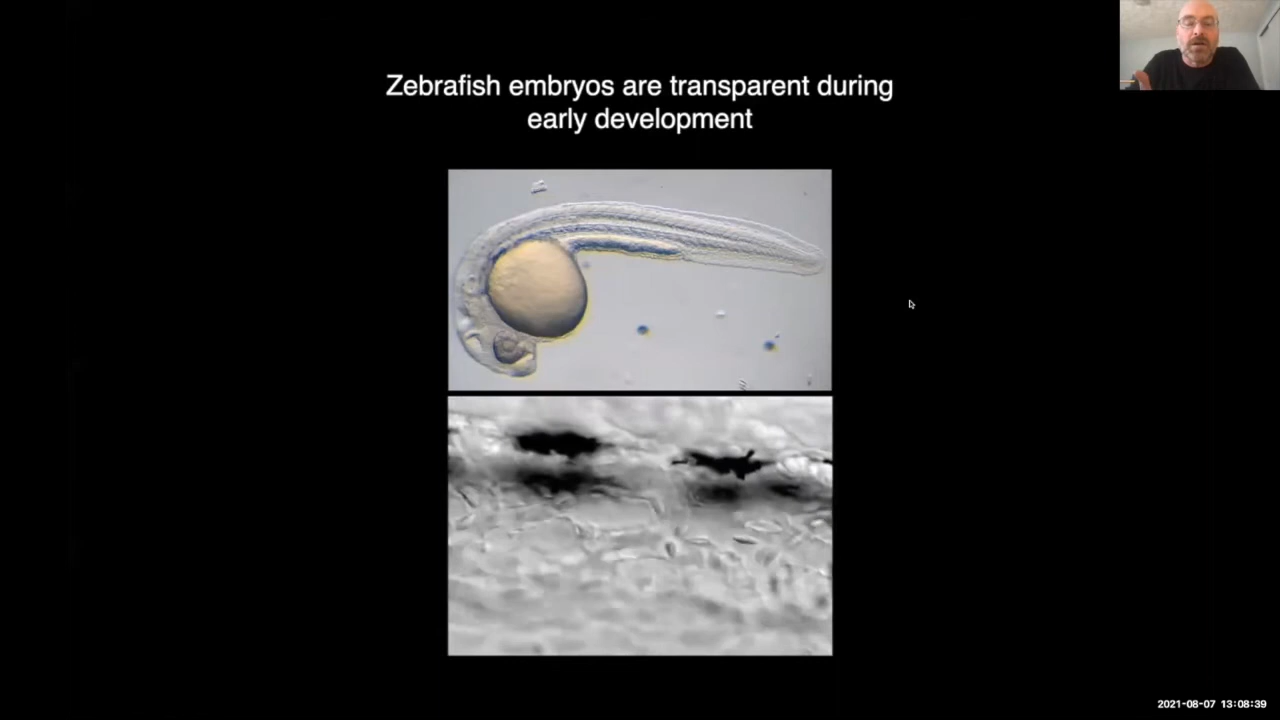 Zebrafish embryos are transparent during
early development
2021-08-07 13:08:39